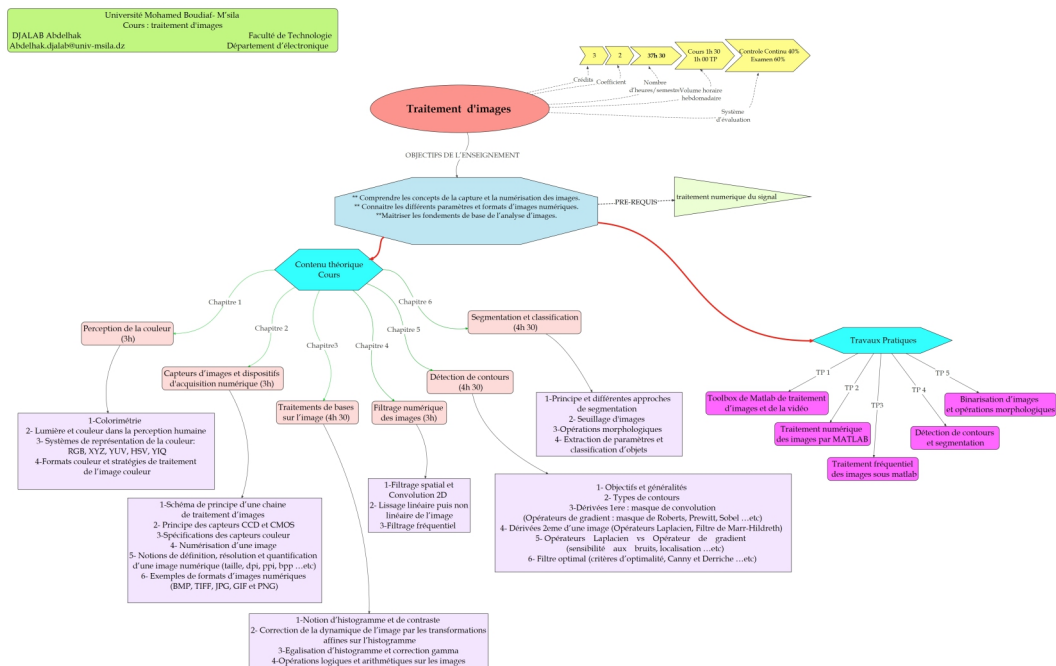 Université Mohamed Boudiaf- M'sila
Cours : traitement d'images
DJALAB Abdelhak Faculté de Technologie
Abdelhak.djalab@univ-msila.dz Département d'électronique
3
2
37h 30
Cours 1h 30
1h 00 TP
Controle Continu 40%
Examen 60%
Crédits
Coefficient
Nombre
d'heures/semestre
Volume horaire
hebdomadaire
Système
d'évaluation
Traitement d'images
OBJECTIFS DE L'ENSEIGNEMENT
** Comprendre les concepts de la capture et la numérisation des images.
** Connaitre les différents paramètres et formats d'images numériques.
**Maitriser les fondements de base de l'analyse d'images.
PRE-REQUIS
traitement numerique du signal
Contenu théorique
Cours
Chapitre 1
Chapitre 2
Chapitre3
Chapitre 4
Chapitre 5
Chapitre 6
Perception de la couleur
(3h)
Capteurs d'images et dispositifs
d'acquisition numérique (3h)
Traitements de bases
sur l'image (4h 30)
Filtrage numérique
des images (3h)
Détection de contours
(4h 30)
Segmentation et classification
(4h 30)
Travaux Pratiques
TP 1
TP 2
TP3
TP 4
TP 5
Toolbox de Matlab de traitement
d'images et de la vidéo
Traitement numérique
des images par MATLAB
Traitement fréquentiel
des images sous matlab
Détection de contours
et segmentation
Binarisation d'images
et opérations morphologiques
1-Colorimétrie
2- Lumière et couleur dans la perception humaine
3- Systèmes de représentation de la couleur:
RGB, XYZ, YUV, HSV, YIQ
4-Formats couleur et stratégies de traitement
de l'image couleur
1-Schéma de principe d'une chaine
de traitement d'images
2- Principe des capteurs CCD et CMOS
3-Spécifications des capteurs couleur
4- Numérisation d'une image
5- Notions de définition, résolution et quantification
d'une image numérique (taille, dpi, ppi, bpp …etc)
6- Exemples de formats d'images numériques
(BMP, TIFF, JPG, GIF et PNG)
1-Notion d'histogramme et de contraste
2- Correction de la dynamique de l'image par les transformations
affines sur l'histogramme
3-Egalisation d'histogramme et correction gamma
4-Opérations logiques et arithmétiques sur les images
1-Filtrage spatial et
Convolution 2D
2- Lissage linéaire puis non
linéaire de l'image
3-Filtrage fréquentiel
1- Objectifs et généralités
2- Types de contours
3-Dérivées 1ere : masque de convolution
(Opérateurs de gradient : masque de Roberts, Prewitt, Sobel …etc)
4- Dérivées 2eme d'une image (Opérateurs Laplacien, Filtre de Marr-Hildreth)
5- Opérateurs Laplacien vs Opérateur de gradient
(sensibilité aux bruits, localisation …etc)
6- Filtre optimal (critères d'optimalité, Canny et Derriche …etc)
1-Principe et différentes approches
de segmentation
2- Seuillage d'images
3-Opérations morphologiques
4- Extraction de paramètres et
classification d'objets